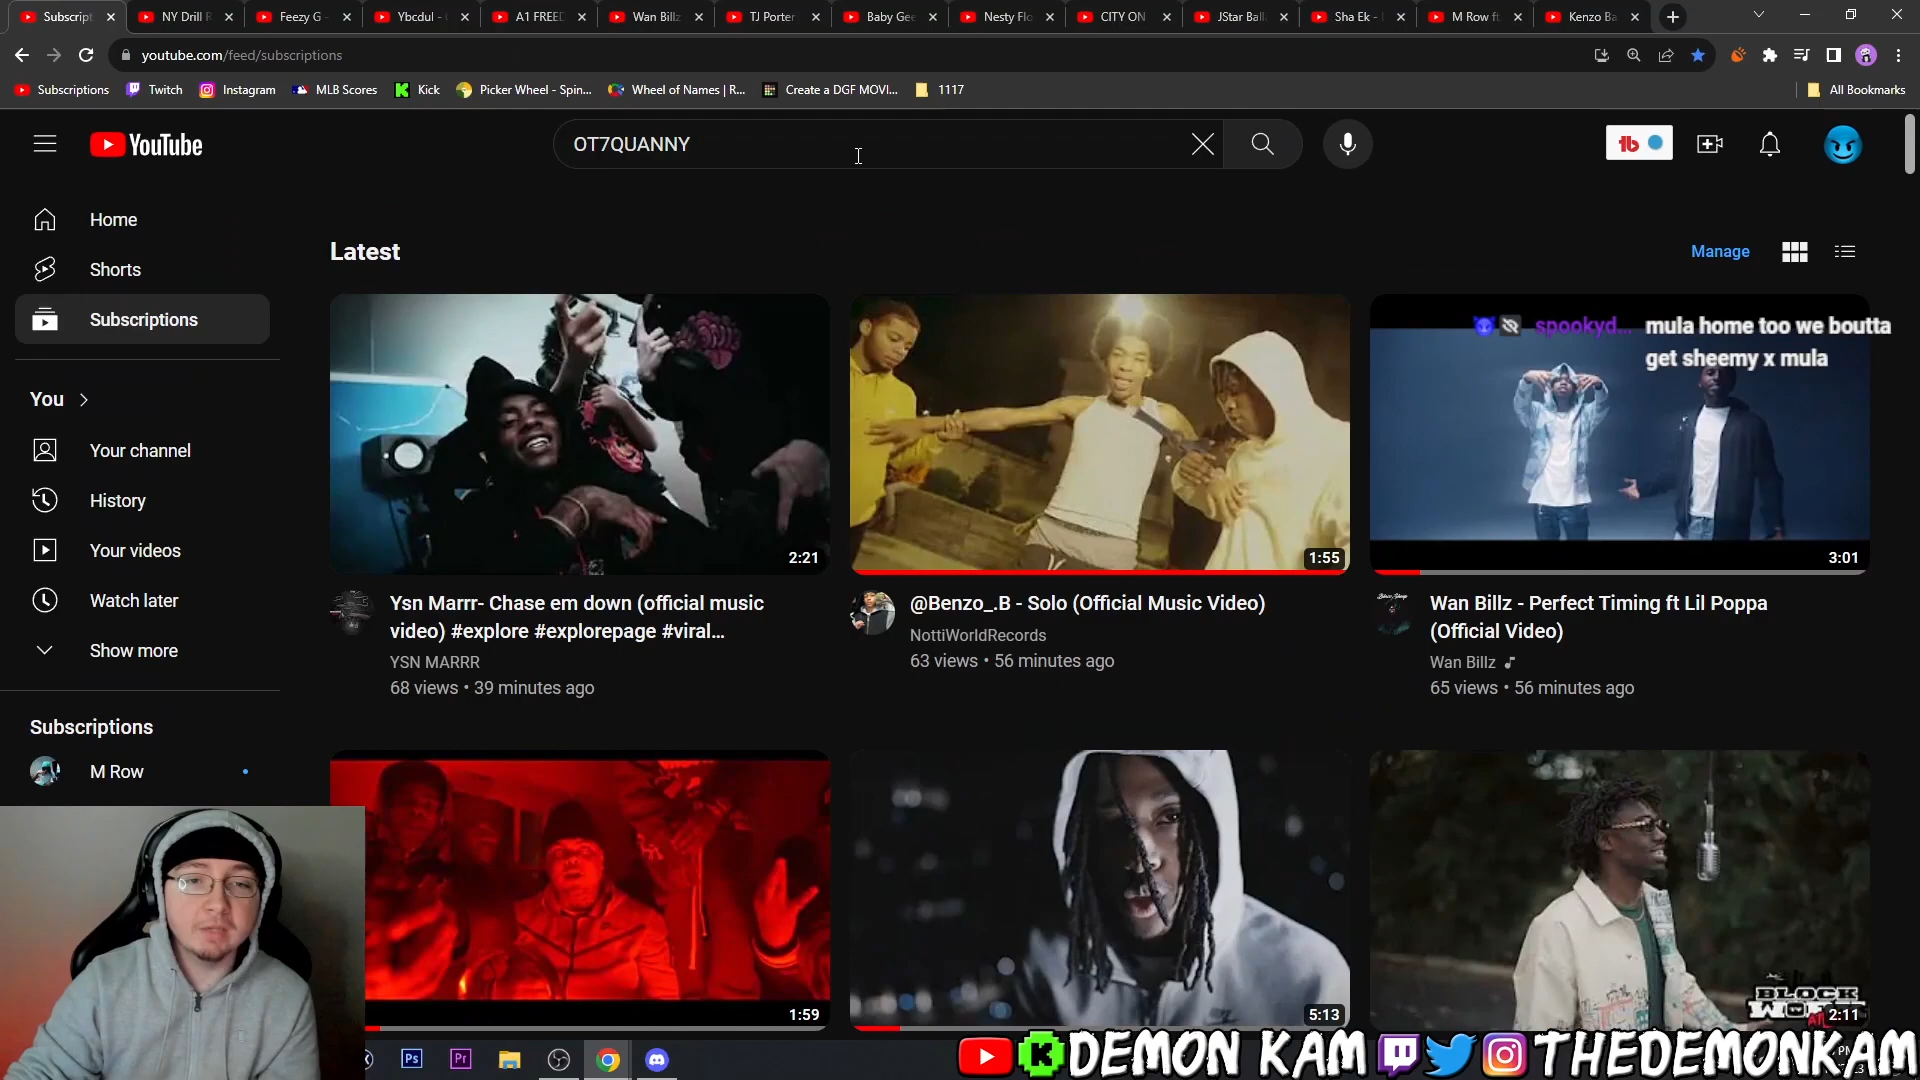 Subscript
NY Drill R
Feezy G -
Ybcdul -
A1 FREED
Wan Billz
TJ Porter
Baby Gee
Nesty Flo
CITY ON
JStar Ball
Sha Ek -
M Row ft
Kenzo Ba
youtube.com/feed/subscriptions
Subscriptions
Twitch
Instagram
MLB Scores
Kick
Picker Wheel - Spin...
Wheel of Names | R...
Create a DGF MOVI...
1117
All Bookmarks
YouTube
OT7QUANNY
tb
Home
Shorts
Subscriptions
You
Your channel
History
Your videos
Watch later
Show more
Subscriptions
M Row
Latest
Manage
spookyd... mula home too we boutta
get sheemy x mula
2:21
1:55
3:01
Ysn Marrr- Chase em down (official music
video) #explore #explorepage #viral...
YSN MARRR
68 views • 39 minutes ago
@Benzo_.B - Solo (Official Music Video)
NottiWorldRecords
63 views • 56 minutes ago
Wan Billz - Perfect Timing ft Lil Poppa
(Official Video)
Wan Billz
65 views • 56 minutes ago
1:59
5:13
BLOCK
WORK
2:11
Ps
Pr
K
DEMON KAM
THEDEMONKAM